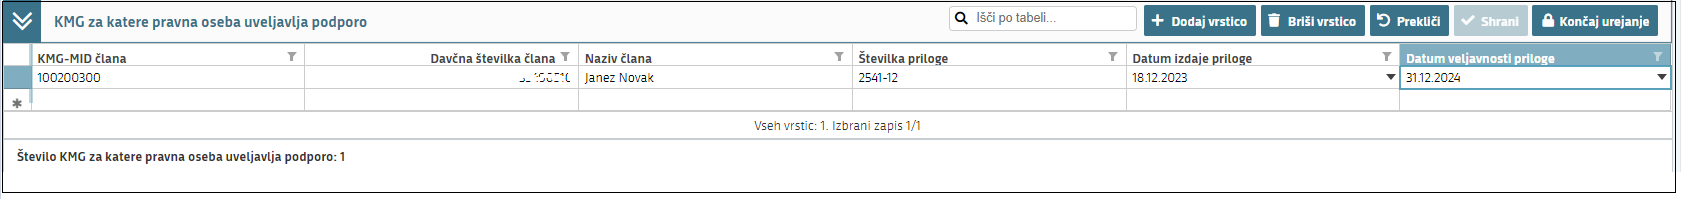 KMG za katere pravna oseba uveljavlja podporo
Išči po tabeli... Dodaj vrstico Briši vrstico Prekliči Shrani Končaj urejanje
KMG-MID člana Davčna številka člana Naziv člana Številka priloge Datum izdaje priloge Datum veljavnosti priloge
100200300 Janez Novak 2541-12 18.12.2023 31.12.2024
Vseh vrstic: 1. Izbrani zapis 1/1
Število KMG za katere pravna oseba uveljavlja podporo: 1